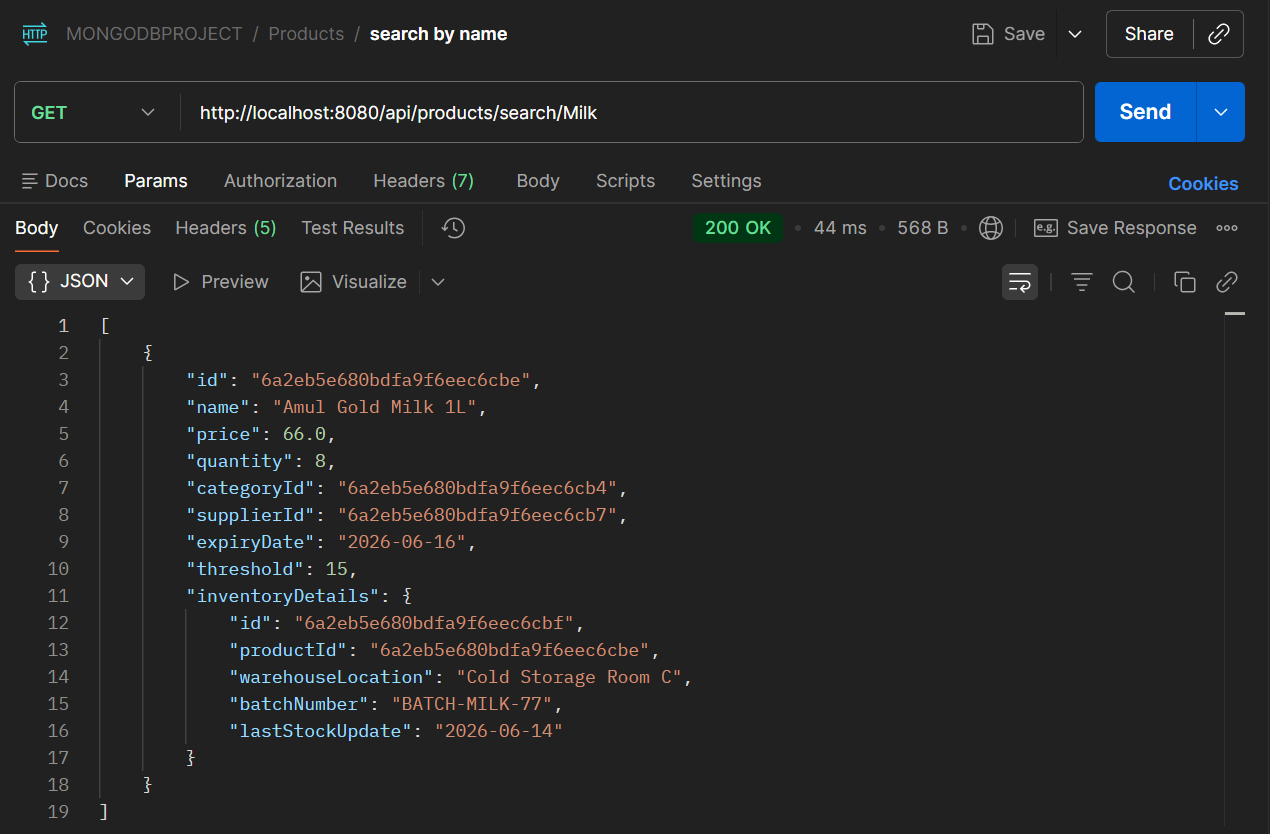 HTTP MONGODBPROJECT / Products / search by name Save Share
GET http://localhost:8080/api/products/search/Milk Send
Docs Params Authorization Headers (7) Body Scripts Settings Cookies
Body Cookies Headers (5) Test Results 200 OK • 44 ms • 568 B • e.g. Save Response
{} JSON Preview Visualize
1 [
2 {
3 "id": "6a2eb5e680bdfa9f6eec6cbe",
4 "name": "Amul Gold Milk 1L",
5 "price": 66.0,
6 "quantity": 8,
7 "categoryId": "6a2eb5e680bdfa9f6eec6cb4",
8 "supplierId": "6a2eb5e680bdfa9f6eec6cb7",
9 "expiryDate": "2026-06-16",
10 "threshold": 15,
11 "inventoryDetails": {
12 "id": "6a2eb5e680bdfa9f6eec6cbf",
13 "productId": "6a2eb5e680bdfa9f6eec6cbe",
14 "warehouseLocation": "Cold Storage Room C",
15 "batchNumber": "BATCH-MILK-77",
16 "lastStockUpdate": "2026-06-14"
17 }
18 }
19 ]